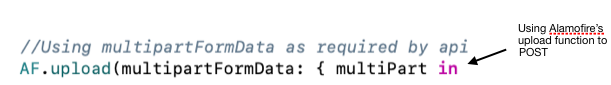 Using Alamofire's
upload function to
POST
//Using multipartFormData as required by api
AF.upload(multipartFormData: { multiPart in